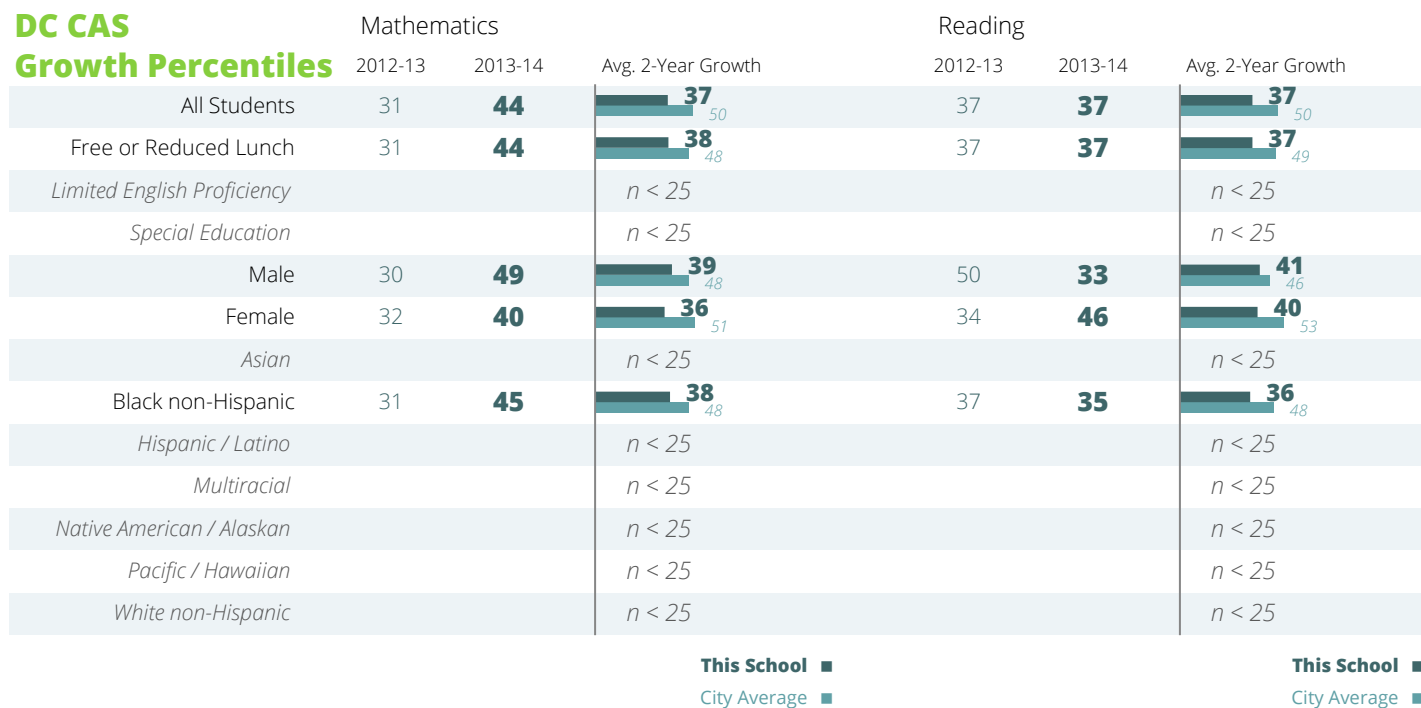 DC CAS
Growth Percentiles
Mathematics Reading
2012-13 2013-14 Avg. 2-Year Growth 2012-13 2013-14 Avg. 2-Year Growth
All Students 31 44 37 50 37 37 37 50
Free or Reduced Lunch 31 44 38 48 37 37 37 49
Limited English Proficiency n < 25 n < 25
Special Education n < 25 n < 25
Male 30 49 39 48 50 33 41 46
Female 32 40 36 51 34 46 40 53
Asian n < 25 n < 25
Black non-Hispanic 31 45 38 48 37 35 36 48
Hispanic / Latino n < 25 n < 25
Multiracial n < 25 n < 25
Native American / Alaskan n < 25 n < 25
Pacific / Hawaiian n < 25 n < 25
White non-Hispanic n < 25 n < 25
This School This School
City Average City Average